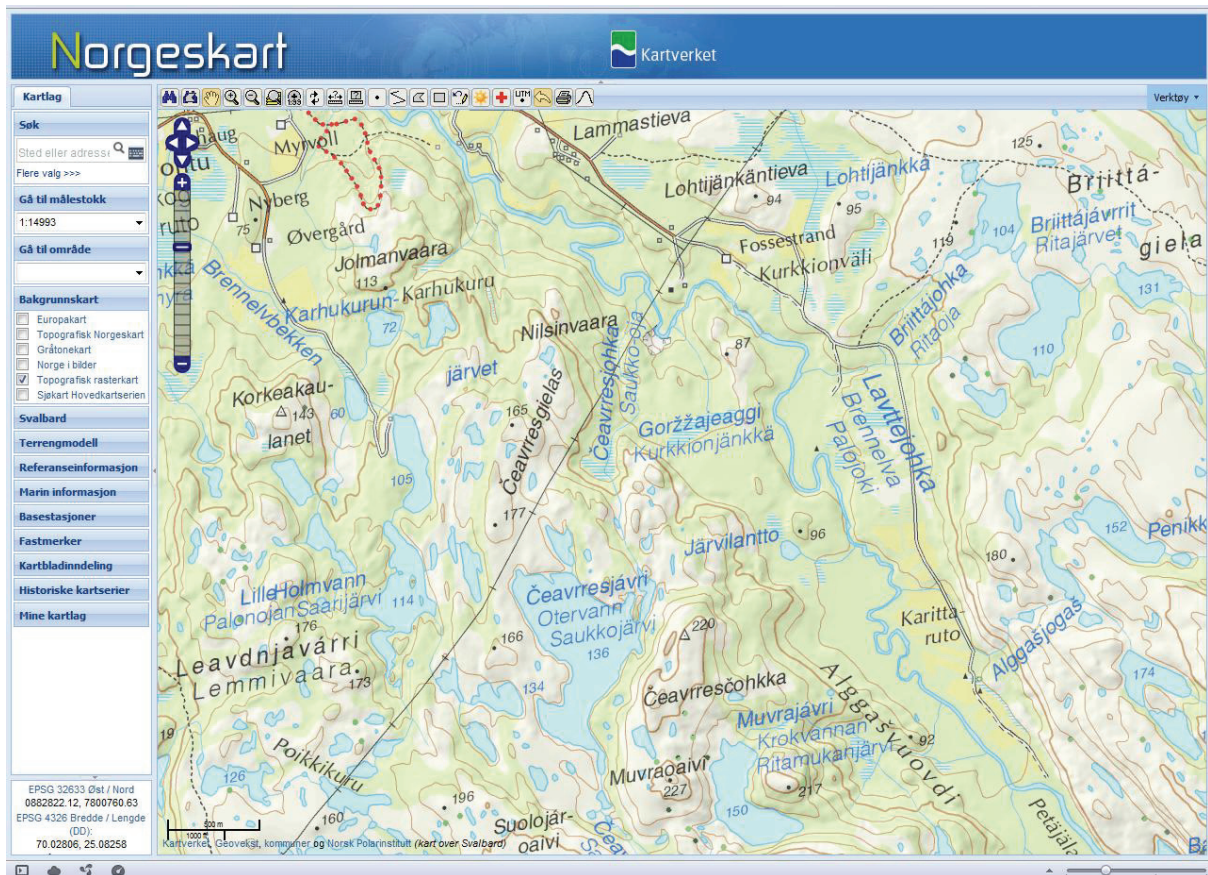 Norgeskart
Kartverket
Kartlag
Verktøy
Søk
Sted eller adresse
Flere valg >>>
Gå til målestokk
1:14993
Gå til område
Bakgrunnskart
Europakart
Topografisk Norgeskart
Gråtonekart
Norge i bilder
Topografisk rasterkart
Sjøkart Hovedkartserien
Svalbard
Terrengmodell
Referanseinformasjon
Marin informasjon
Basestasjoner
Fastmerker
Kartbladinndeling
Historiske kartserier
Mine kartlag
EPSG 32633 Øst / Nord
0882822.12, 7800760.63
EPSG 4326 Bredde / Lengde
(DD):
70.02806, 25.08258
UTM
haug
Myrvoll
Lammastieva
125
Lohtijänkäntieva
Lohtijänkkä
94
95
Briittá-
giela
Briittájávrrit
Ritajärvet
104
119
131
110
ruto
Nyberg
75
Øvergård
Jolmanvaara
113
Fossestrand
Kurkkionväli
Brennelvbekken
Karhukurun-
järvet
Karhukuru
72
Nilsinvaara
Briittájohka
Ritaoja
87
Korkeakau-
lanet
143
60
165
Čeavrresgielas
Čeavrresjohka
Saukko-oja
Goržžajeaggi
Kurkkionjänkkä
Lavttejohka
Brennelva
Palojoki
105
177
Järvilantto
96
152
Penikk
180
Lille Holmvann
Palonojan Saarijärvi
114
Čeavrresjávri
Otervann
Saukkojärvi
136
220
Karitta-
ruto
Alggašjogaš
176
Leavdnjavárri
Lemmivaara
173
166
134
Čeavrresčohkka
174
Alggašvuovdi
Muvrajávri
Krokvannan
Ritamukanjärvi
92
19
Poikkikuru
126
Muvraoaivi
227
217
150
196
160
Suolojär-
oaivi
Petäjäla
500 m
1000 ft
Kartverket, Geovekst, kommuner og Norsk Polarinstitutt (kart over Svalbard)